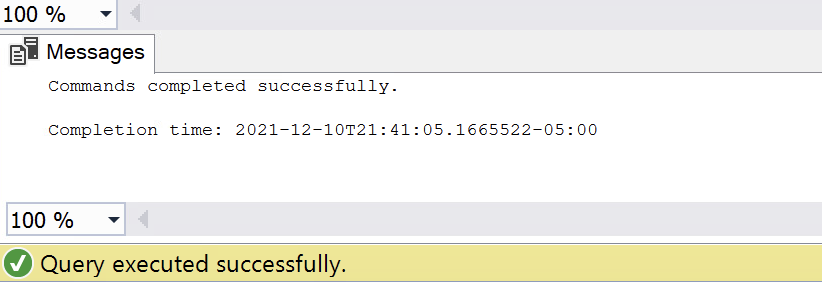 100 %
Messages
Commands completed successfully.
Completion time: 2021-12-10T21:41:05.1665522-05:00
100 %
Query executed successfully.